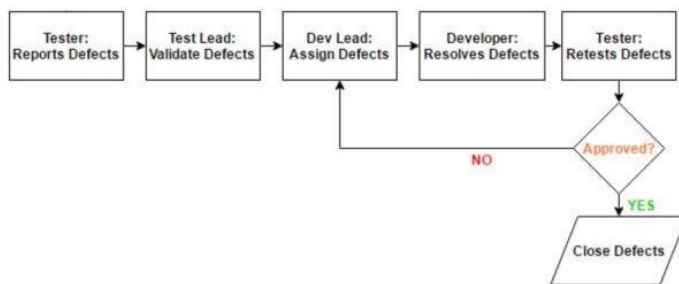 Tester:
Reports Defects
Test Lead:
Validate Defects
Dev Lead:
Assign Defects
Developer:
Resolves Defects
Tester:
Retests Defects
Approved?
NO
YES
Close Defects